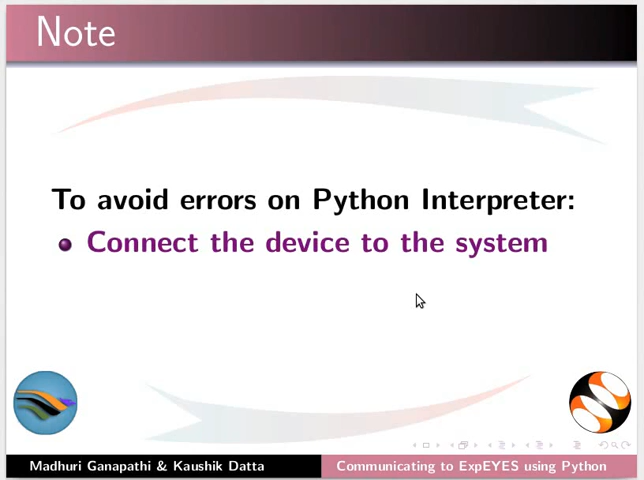 Note
To avoid errors on Python Interpreter:
Connect the device to the system
Madhuri Ganapathi & Kaushik Datta
Communicating to ExpEYES using Python